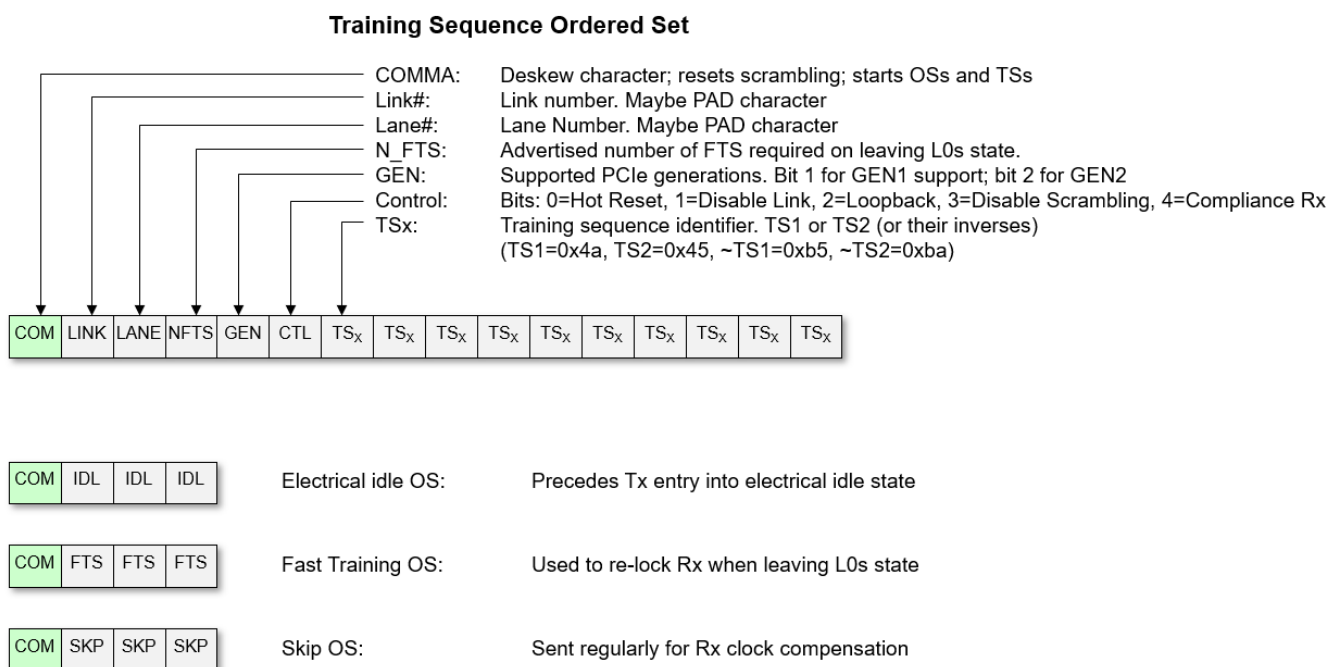 Training Sequence Ordered Set
COMMA: Deskew character; resets scrambling; starts OSs and TSs
Link#: Link number. Maybe PAD character
Lane#: Lane Number. Maybe PAD character
N_FTS: Advertised number of FTS required on leaving L0s state.
GEN: Supported PCIe generations. Bit 1 for GEN1 support; bit 2 for GEN2
Control: Bits: 0=Hot Reset, 1=Disable Link, 2=Loopback, 3=Disable Scrambling, 4=Compliance Rx
TSx: Training sequence identifier. TS1 or TS2 (or their inverses)
(TS1=0x4a, TS2=0x45, ~TS1=0xb5, ~TS2=0xba)
COM LINK LANE NFTS GEN CTL TSX TSX TSX TSX TSX TSX TSX TSX TSX TSX
COM IDL IDL IDL Electrical idle OS: Precedes Tx entry into electrical idle state
COM FTS FTS FTS Fast Training OS: Used to re-lock Rx when leaving L0s state
COM SKP SKP SKP Skip OS: Sent regularly for Rx clock compensation